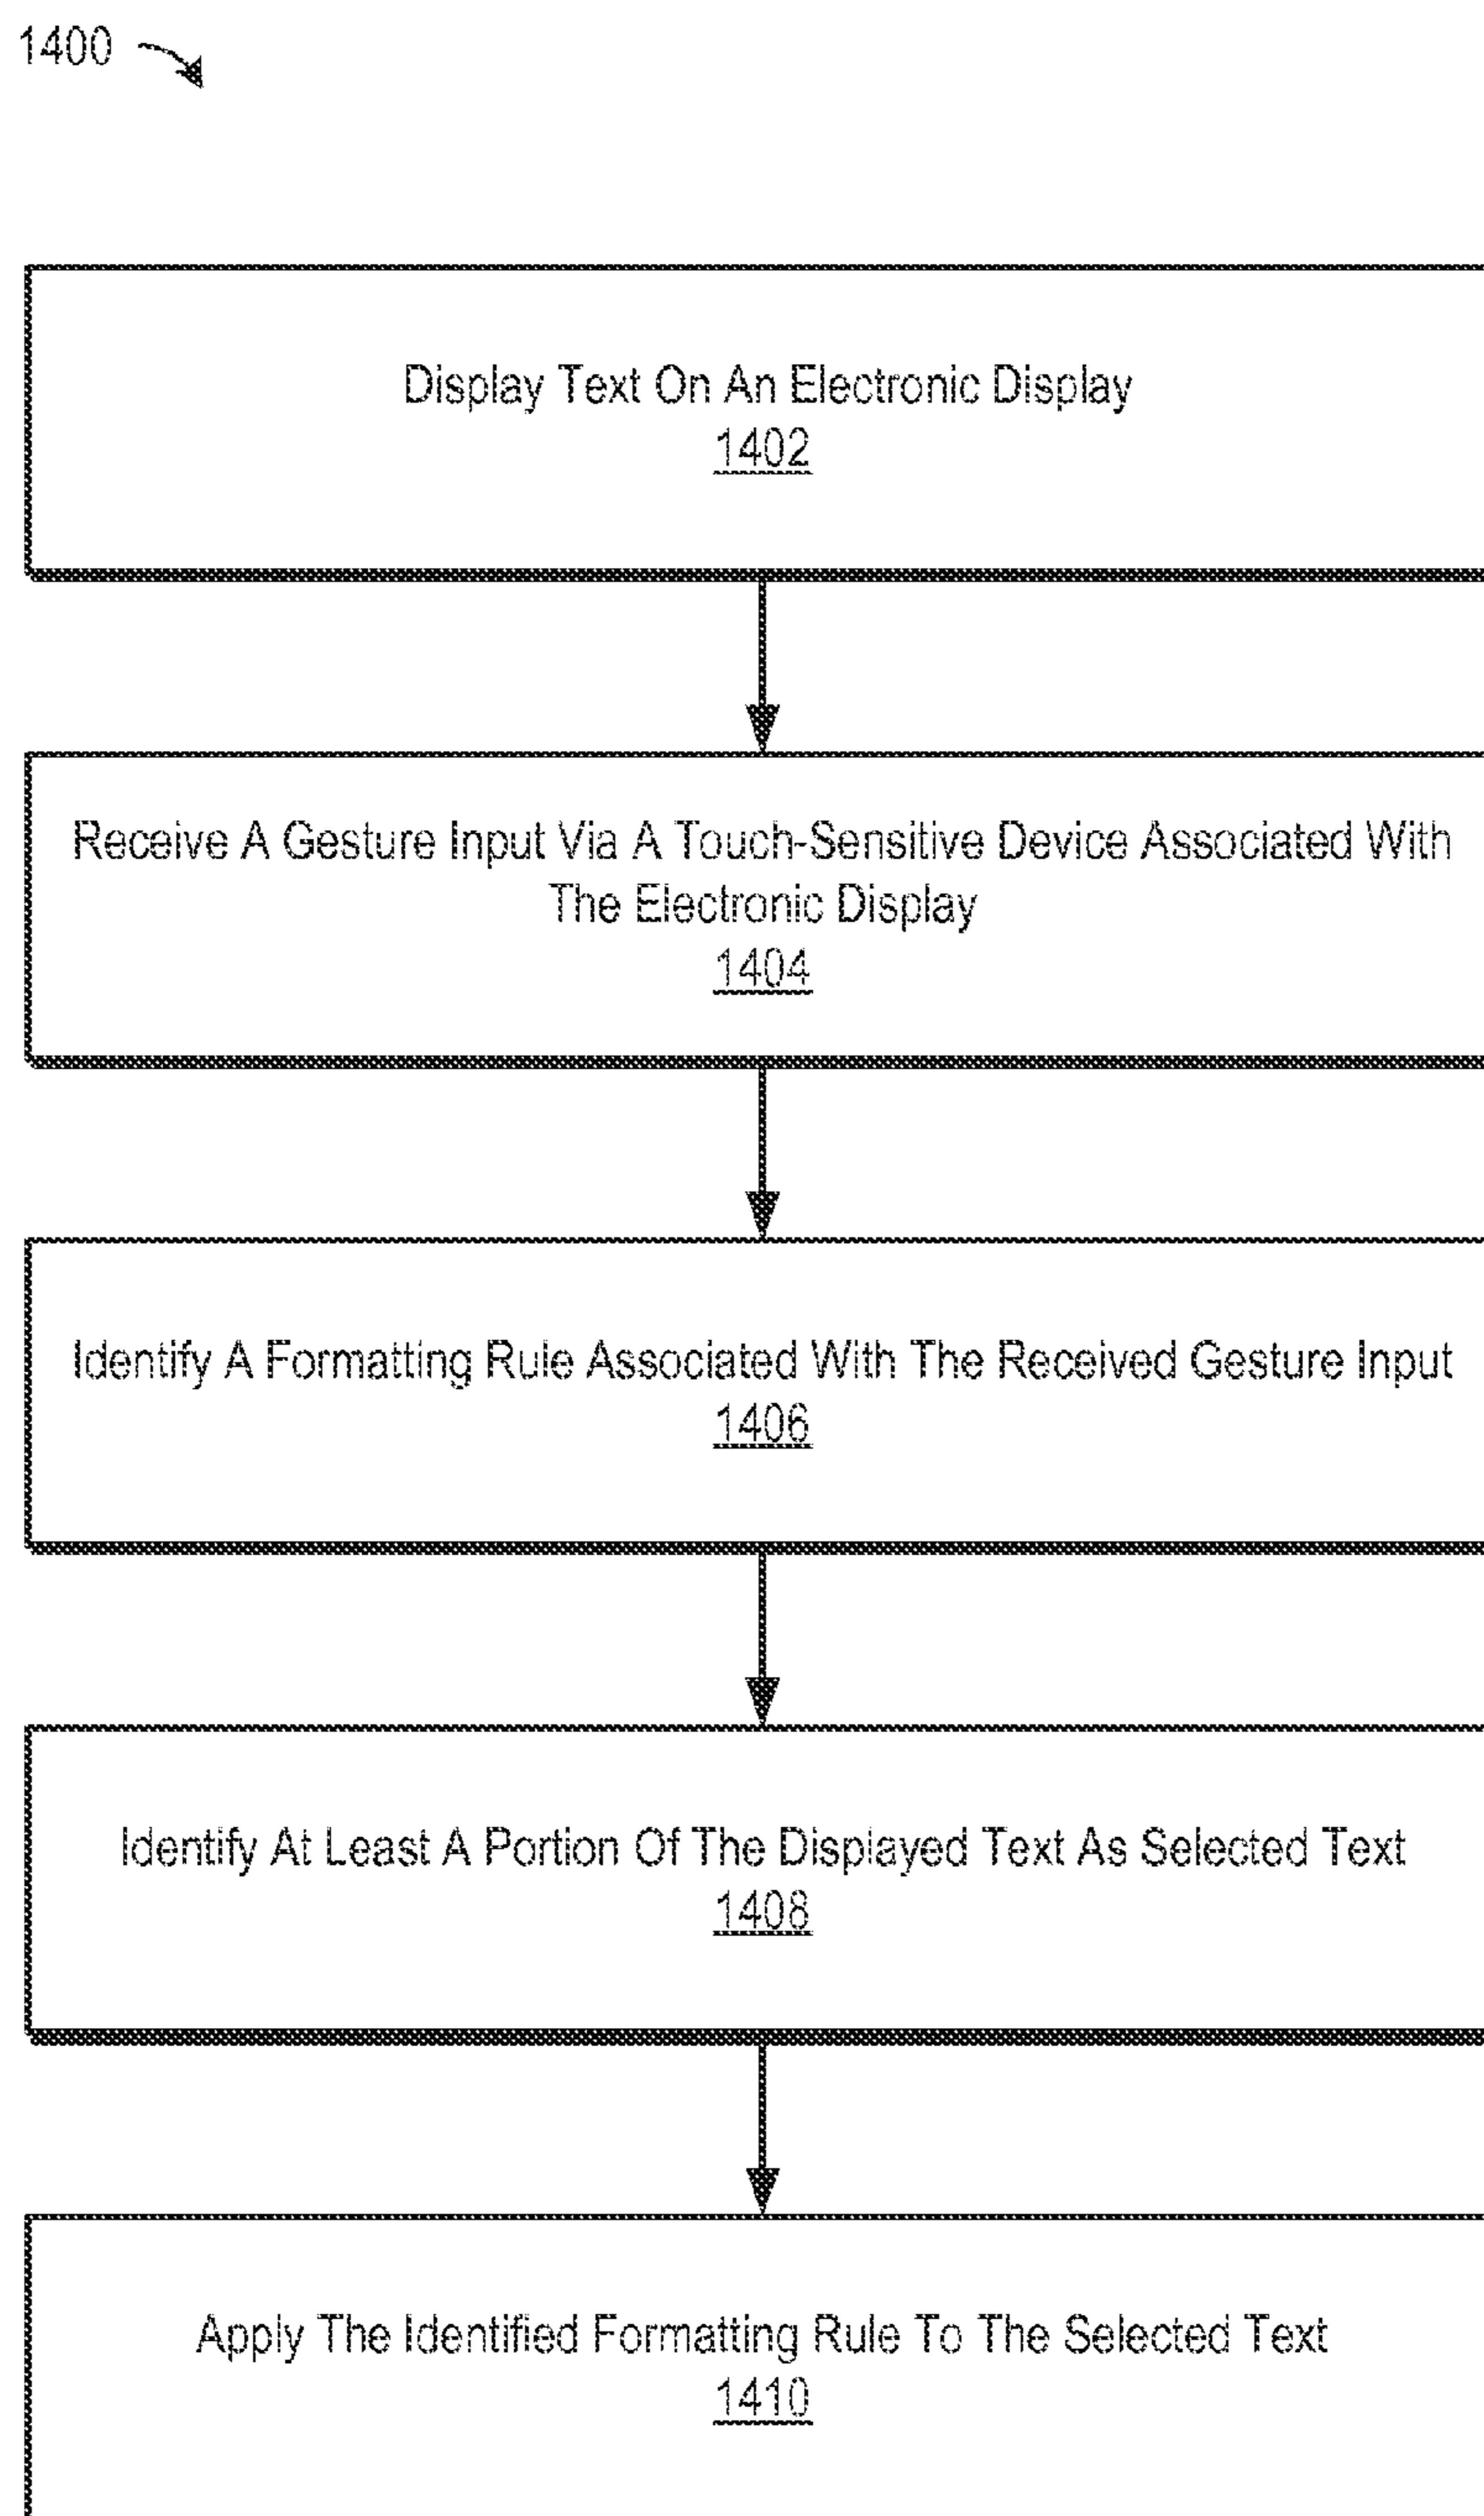 1400
Display Text On An Electronic Display
1402
Receive A Gesture Input Via A Touch-Sensitive Device Associated With
The Electronic Display
1404
Identify A Formatting Rule Associated With The Received Gesture Input
1406
Identify At Least A Portion Of The Displayed Text As Selected Text
1408
Apply The Identified Formatting Rule To The Selected Text
1410